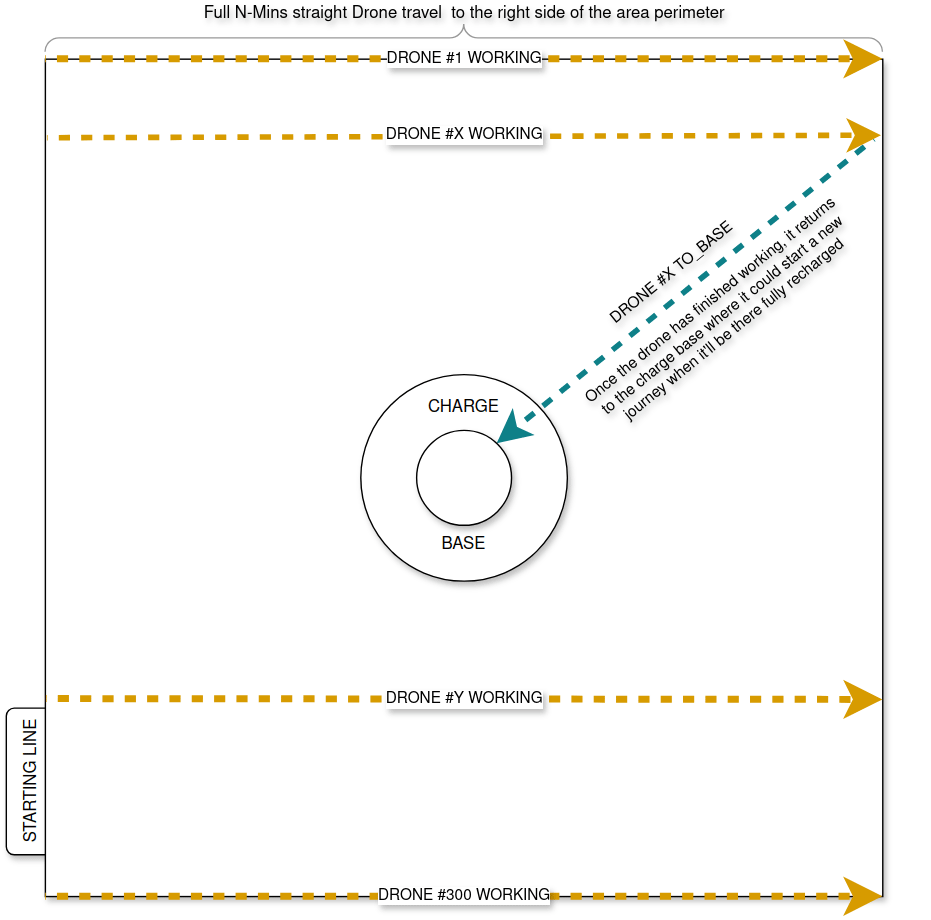 Full N-Mins straight Drone travel  to the right side of the area perimeter
DRONE #1 WORKING
DRONE #X WORKING
DRONE #X TO_BASE
Once the drone has finished working, it returns
to the charge base where it could start a new
journey when it'll be there fully recharged
CHARGE
BASE
DRONE #Y WORKING
STARTING LINE
DRONE #300 WORKING